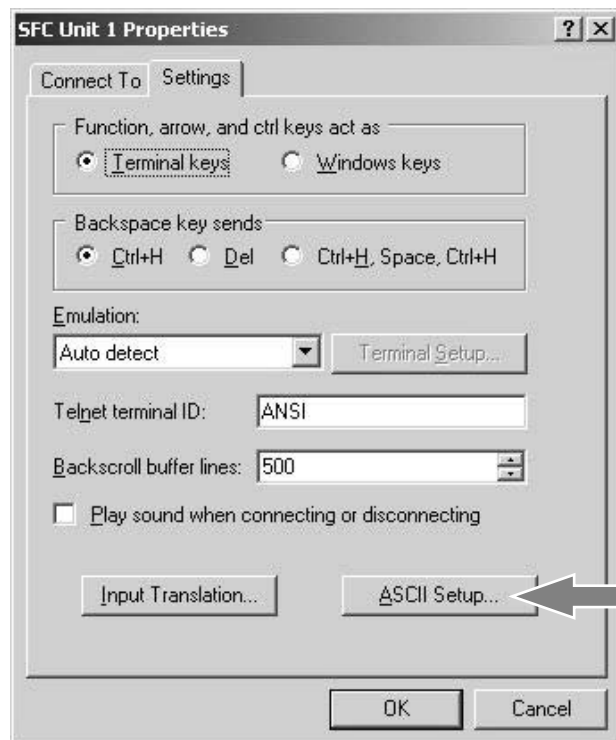 SFC Unit 1 Properties
Connect To Settings
Function, arrow, and ctrl keys act as
Terminal keys Windows keys
Backspace key sends
Ctrl+H Del Ctrl+H, Space, Ctrl+H
Emulation:
Auto detect Terminal Setup...
Telnet terminal ID: ANSI
Backscroll buffer lines: 500
Play sound when connecting or disconnecting
Input Translation... ASCII Setup...
OK Cancel